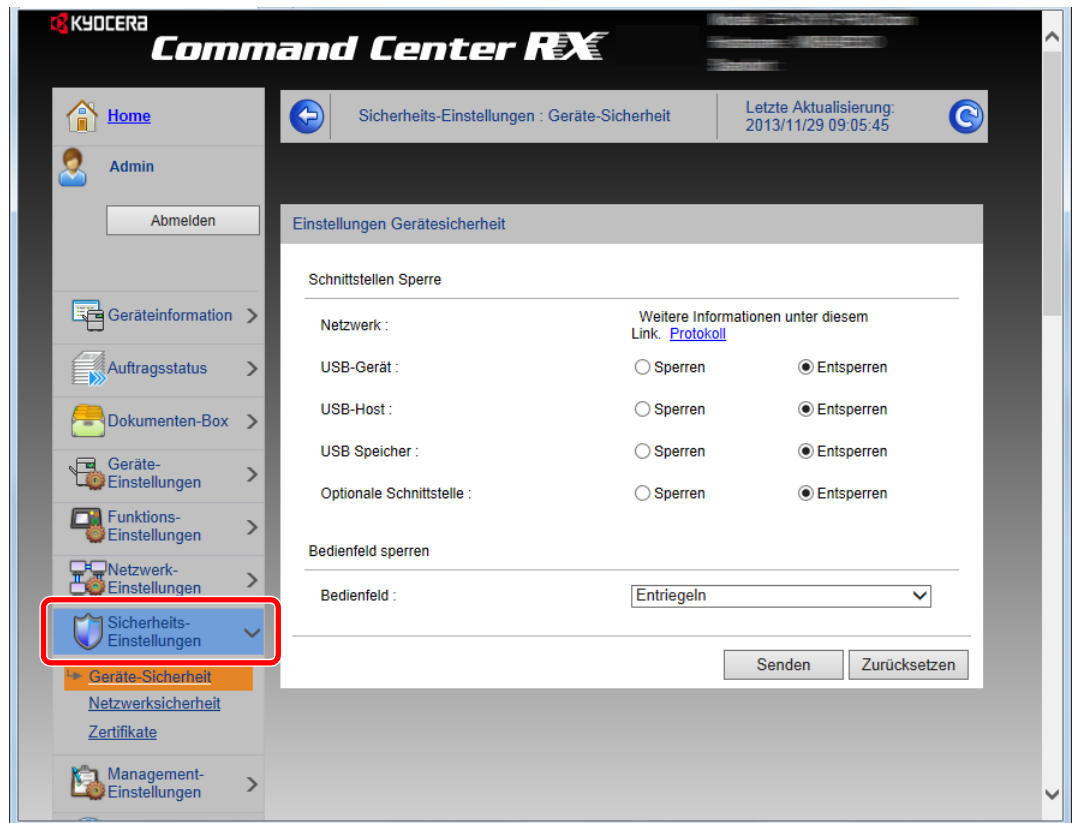 KYOCERA
Command Center RX
Home
Admin
Abmelden
Geräteinformation
Auftragsstatus
Dokumenten-Box
Geräte-
Einstellungen
Funktions-
Einstellungen
Netzwerk-
Einstellungen
Sicherheits-
Einstellungen
Geräte-Sicherheit
Netzwerksicherheit
Zertifikate
Management-
Einstellungen
Sicherheits-Einstellungen : Geräte-Sicherheit
Letzte Aktualisierung:
2013/11/29 09:05:45
Einstellungen Gerätesicherheit
Schnittstellen Sperre
Netzwerk : Weitere Informationen unter diesem
Link. Protokoll
USB-Gerät : Sperren Entsperren
USB-Host : Sperren Entsperren
USB Speicher : Sperren Entsperren
Optionale Schnittstelle : Sperren Entsperren
Bedienfeld sperren
Bedienfeld : Entriegeln
Senden Zurücksetzen